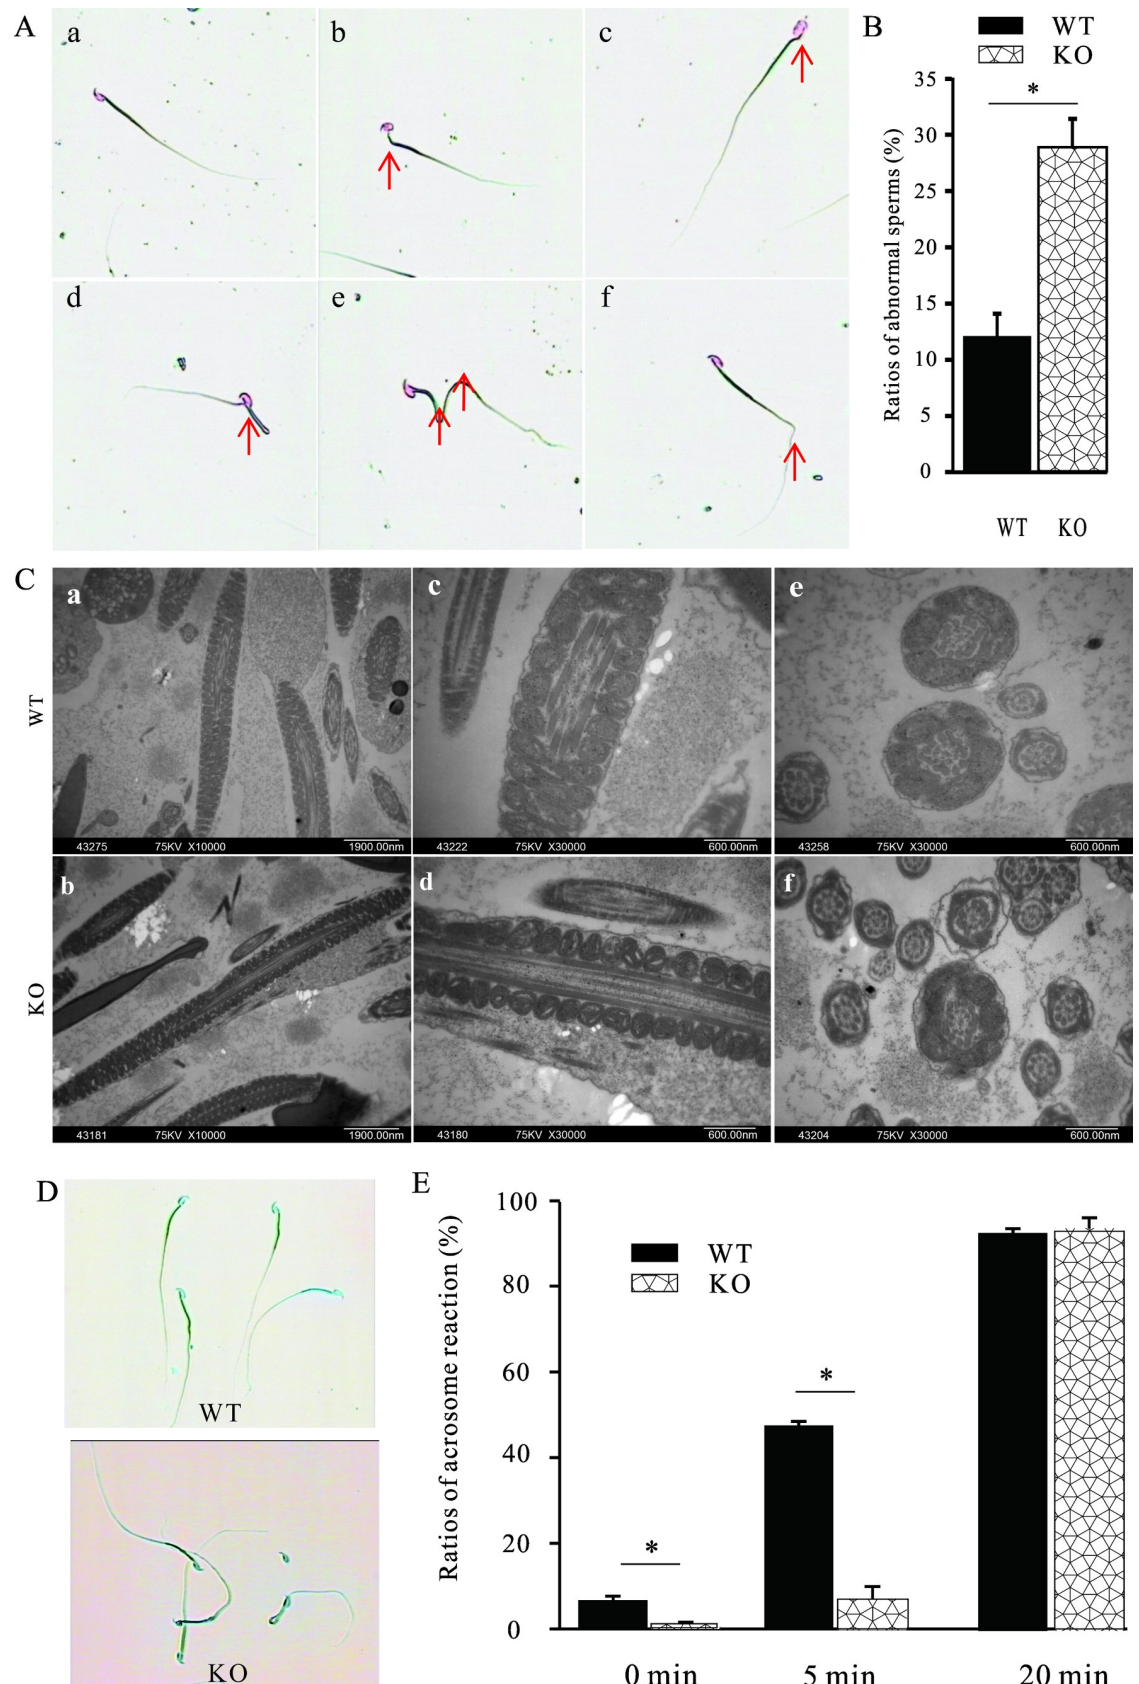 A
a
b
c
d
e
f
B
WT
KO
35
30
25
20
15
10
5
0
Ratios of abnormal sperms (%)
*
WT KO
C
WT
a
43275 75KV X10000 1900.00nm
c
43222 75KV X30000 600.00nm
e
43258 75KV X30000 600.00nm
KO
b
43181 75KV X10000 1900.00nm
d
43180 75KV X30000 600.00nm
f
43204 75KV X30000 600.00nm
D
WT
KO
E
Ratios of acrosome reaction (%)
100
80
60
40
20
0
WT
KO
*
*
0 min 5 min 20 min